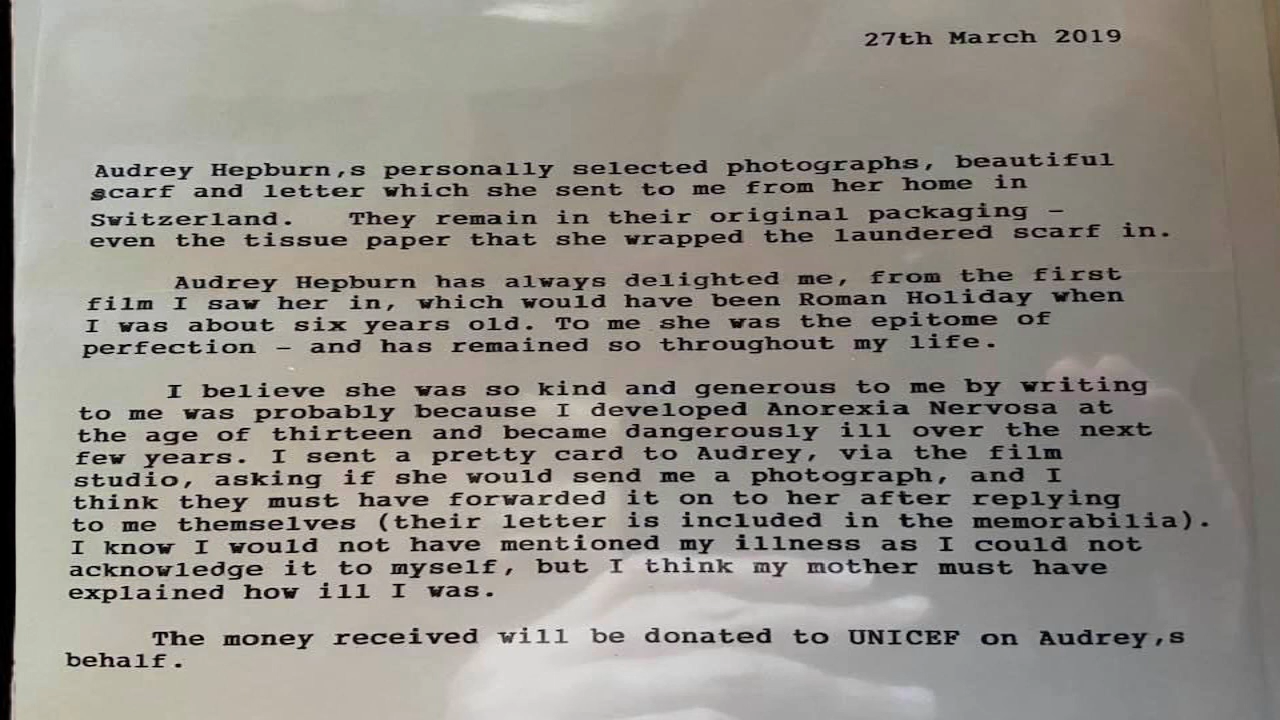 27th March 2019
Audrey Hepburn,s personally selected photographs, beautiful
scarf and letter which she sent to me from her home in
Switzerland. They remain in their original packaging –
even the tissue paper that she wrapped the laundered scarf in.
Audrey Hepburn has always delighted me, from the first
film I saw her in, which would have been Roman Holiday when
I was about six years old. To me she was the epitome of
perfection – and has remained so throughout my life.
I believe she was so kind and generous to me by writing
to me was probably because I developed Anorexia Nervosa at
the age of thirteen and became dangerously ill over the next
few years. I sent a pretty card to Audrey, via the film
studio, asking if she would send me a photograph, and I
think they must have forwarded it on to her after replying
to me themselves (their letter is included in the memorabilia).
I know I would not have mentioned my illness as I could not
acknowledge it to myself, but I think my mother must have
explained how ill I was.
The money received will be donated to UNICEF on Audrey,s
behalf.